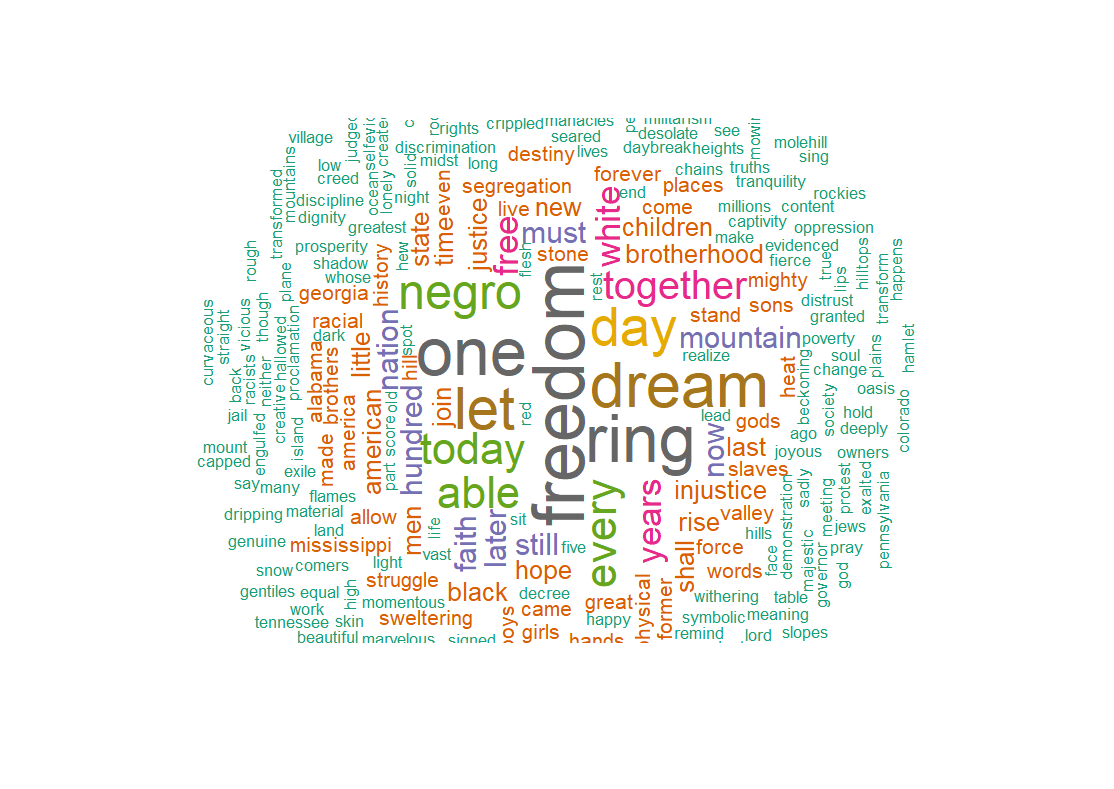 village
low
creed
judged
selfevident
ocean
lonely
created
c
rights
crippled
manacles
militarism
seared
discrimination
solid
midst
long
destiny
lives
desolate
see
daybreak
heights
molehill
sing
chains
truths
tranquility
rockies
forever
places
end
millions
content
transformed
mountains
discipline
dignity
night
greatest
segregation
even
time
state
justice
live
new
free
must
white
come
children
captivity
oppression
make
prosperity
shadow
whose
hew
flesh
stone
brotherhood
evidenced
fierce
true
lips
hilltops
transform
happens
rough
plane
georgia
history
negro
freedom
rest
together
mighty
sons
distrust
granted
curvaceous
straight
vicious
though
hallowed
proclamation
racial
dark
little
nation
spot
hill
one
day
stand
mountain
poverty
realize
soul
change
plains
hamlet
back
racists
neither
creative
alabama
brothers
america
american
old
score
part
hundred
join
let
red
dream
heat
beckoning
society
oasis
hold
deeply
colorado
jail
mount
capped
engulfed
island
made
today
ring
lead
gods
now
last
ago
joyous
owners
exile
say
many
flames
able
slaves
sadly
protest
exalted
dripping
material
land
allow
men
life
faith
later
sit
still
five
every
years
injustice
rise
valley
hills
demonstration
meeting
jews
pennsylvania
genuine
mississippi
light
vast
hope
shall
force
face
majestic
governor
god
pray
snow
comers
struggle
words
gentiles
equal
high
momentous
black
decree
came
great
happy
physical
former
withering
table
work
tennessee
skin
sweltering
boys
girls
symbolic
meaning
beautiful
marvelous
signed
hands
remind
lord
slopes